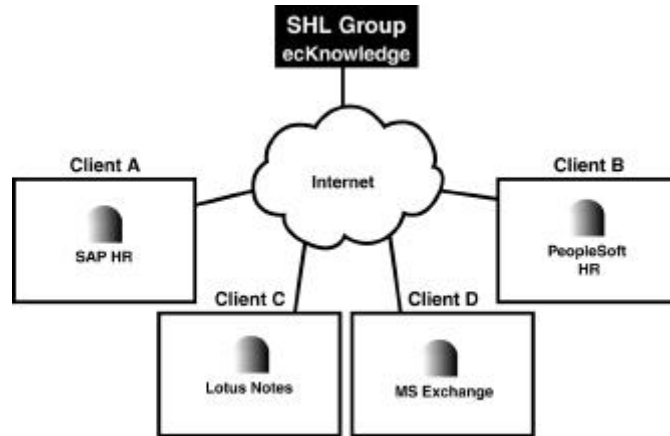 SHL Group
ecKnowledge
Internet
Client A
SAP HR
Client B
PeopleSoft
HR
Client C
Lotus Notes
Client D
MS Exchange